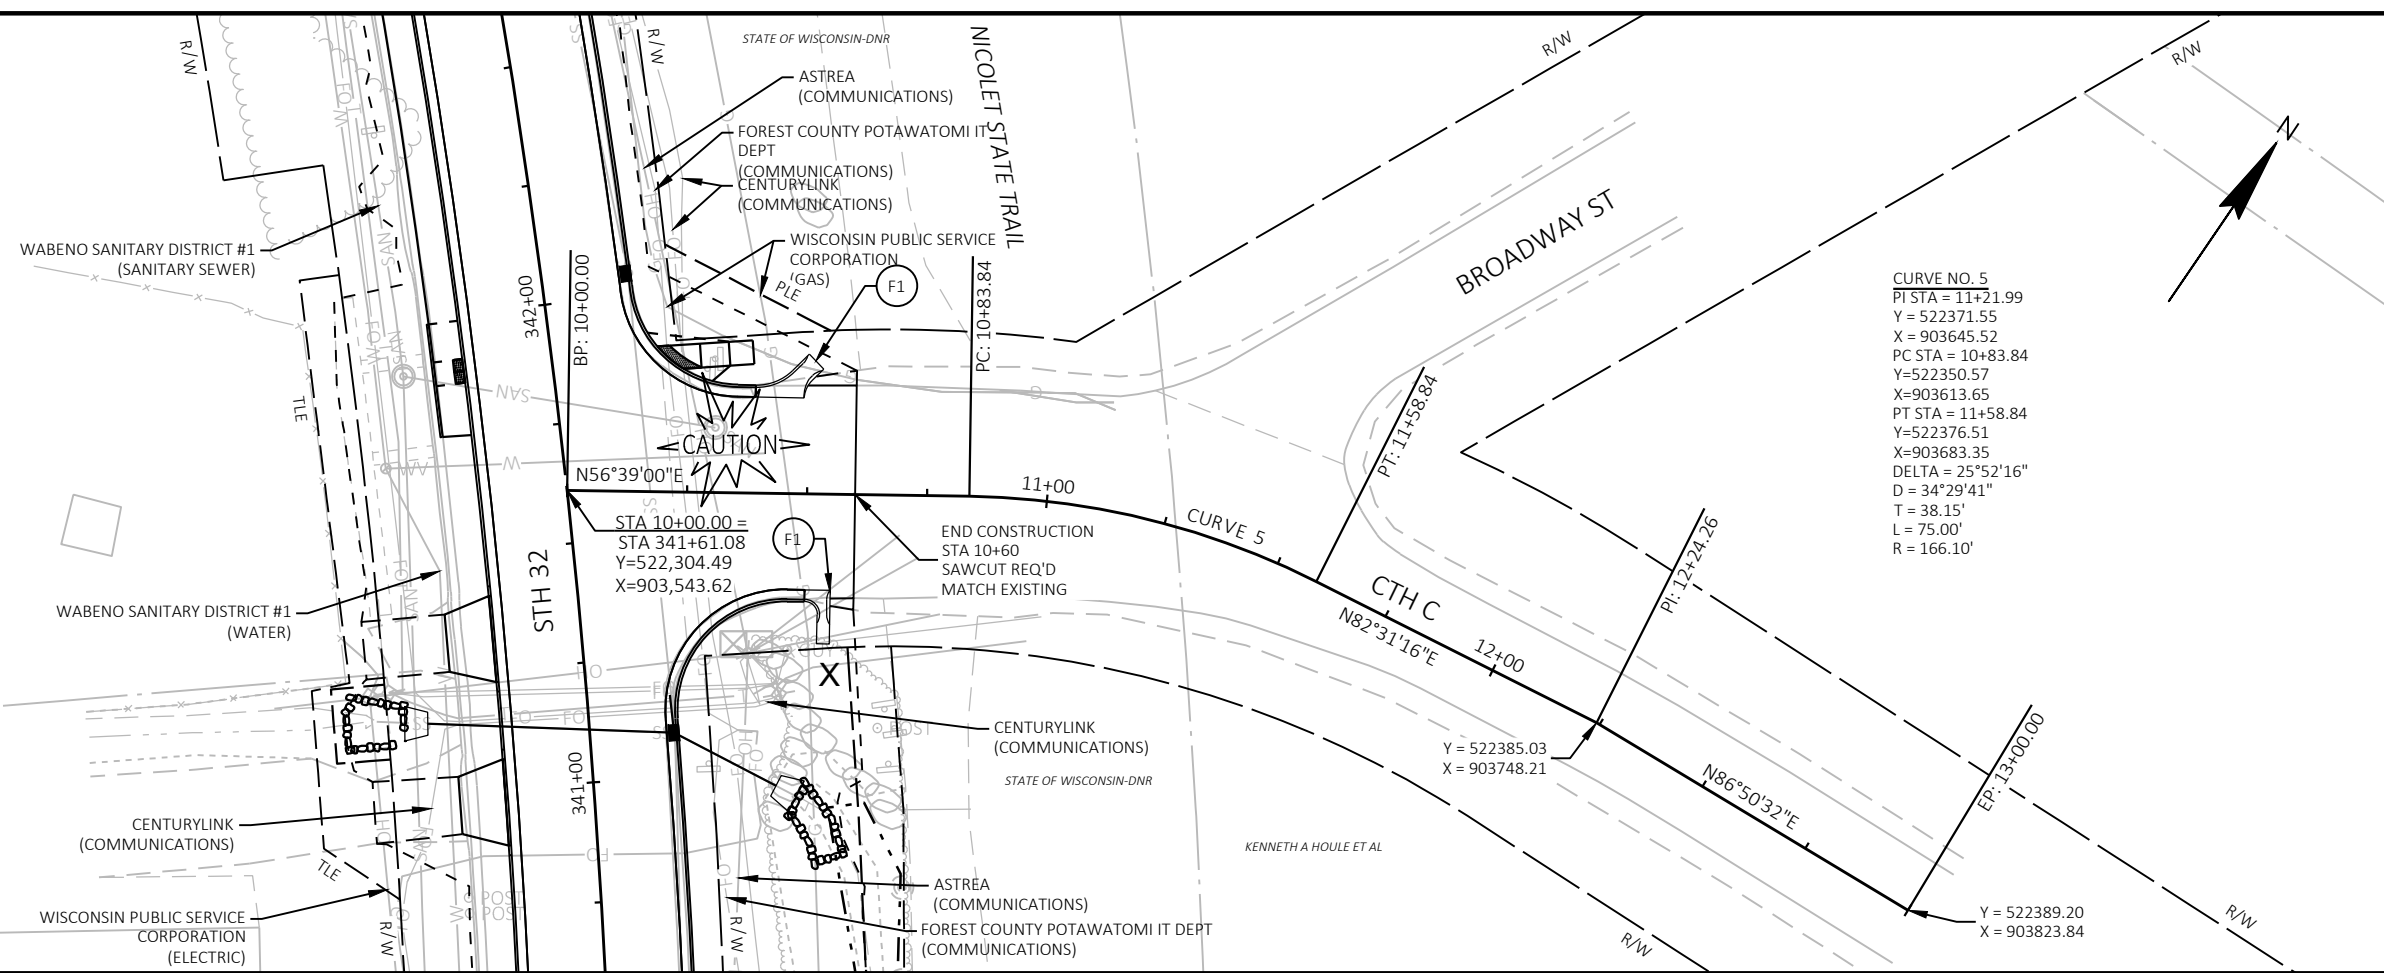 R/W
R/W
STATE OF WISCONSIN-DNR
NICOLET STATE TRAIL
R/W
R/W
ASTREA
(COMMUNICATIONS)
FOREST COUNTY POTAWATOMI IT
DEPT
(COMMUNICATIONS)
CENTURYLINK
(COMMUNICATIONS)
WISCONSIN PUBLIC SERVICE
CORPORATION
(GAS)
PLE
F1
N
WABENO SANITARY DISTRICT #1
(SANITARY SEWER)
342+00
BP: 10+00.00
PC: 10+83.84
BROADWAY ST
CURVE NO. 5
PI STA = 11+21.99
Y = 522371.55
X = 903645.52
PC STA = 10+83.84
Y=522350.57
X=903613.65
PT STA = 11+58.84
Y=522376.51
X=903683.35
DELTA = 25°52'16"
D = 34°29'41"
T = 38.15'
L = 75.00'
R = 166.10'
TLE
SAN
W
CAUTION
N56°39'00"E
PT: 11+58.84
11+00
CURVE 5
STA 10+00.00 =
STA 341+61.08
Y=522,304.49
X=903,543.62
F1
END CONSTRUCTION
STA 10+60
SAWCUT REQ'D
MATCH EXISTING
STH 32
CTH C
N82°31'16"E
12+00
PI: 12+24.26
WABENO SANITARY DISTRICT #1
(WATER)
X
FO
FO
FO
CENTURYLINK
(COMMUNICATIONS)
STATE OF WISCONSIN-DNR
POST
341+00
Y = 522385.03
X = 903748.21
N86°50'32"E
EP: 13+00.00
CENTURYLINK
(COMMUNICATIONS)
TLE
FO
KENNETH A HOULE ET AL
WISCONSIN PUBLIC SERVICE
CORPORATION
(ELECTRIC)
POST
POST
R/W
R/W
ASTREA
(COMMUNICATIONS)
FOREST COUNTY POTAWATOMI IT DEPT
(COMMUNICATIONS)
R/W
Y = 522389.20
X = 903823.84
R/W